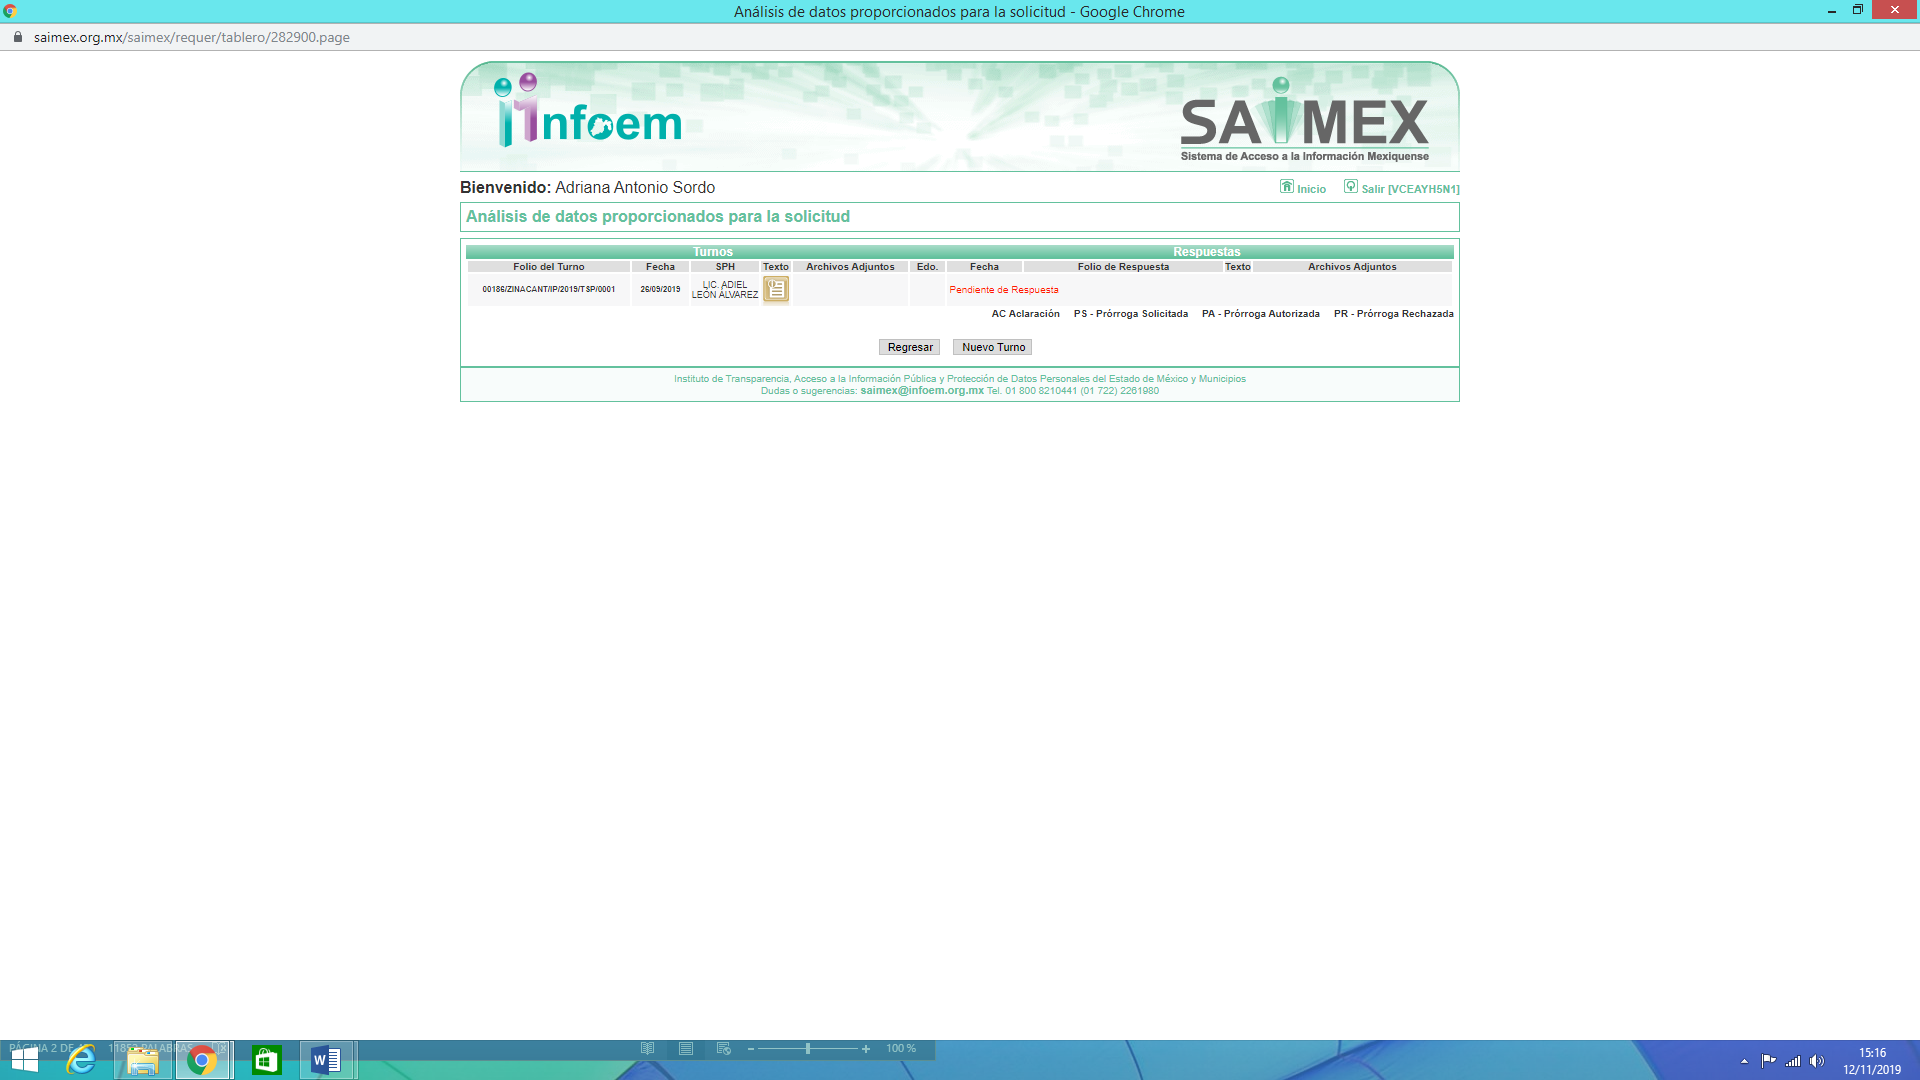 Análisis de datos proporcionados para la solicitud - Google Chrome
saimex.org.mx/saimex/requer/tablero/282900.page
infoem
SAIMEX
Sistema de Acceso a la Información Mexiquense
Bienvenido: Adriana Antonio Sordo
Inicio Salir [VCEAYH5N1]
Análisis de datos proporcionados para la solicitud
Turnos Respuestas
Folio del Turno Fecha SPH Texto Archivos Adjuntos Edo. Fecha Folio de Respuesta Texto Archivos Adjuntos
00186/ZINACANT/IP/2019/TSP/0001 26/09/2019 LIC. ADIEL LEÓN ALVAREZ Pendiente de Respuesta
AC Aclaración PS - Prórroga Solicitada PA - Prórroga Autorizada PR - Prórroga Rechazada
Regresar Nuevo Turno
Instituto de Transparencia, Acceso a la Información Pública y Protección de Datos Personales del Estado de México y Municipios
Dudas o sugerencias: saimex@infoem.org.mx Tel. 01 800 8210441 (01 722) 2261980
PÁGINA 2 DE 11853 PALABRAS 100 %
15:16
12/11/2019